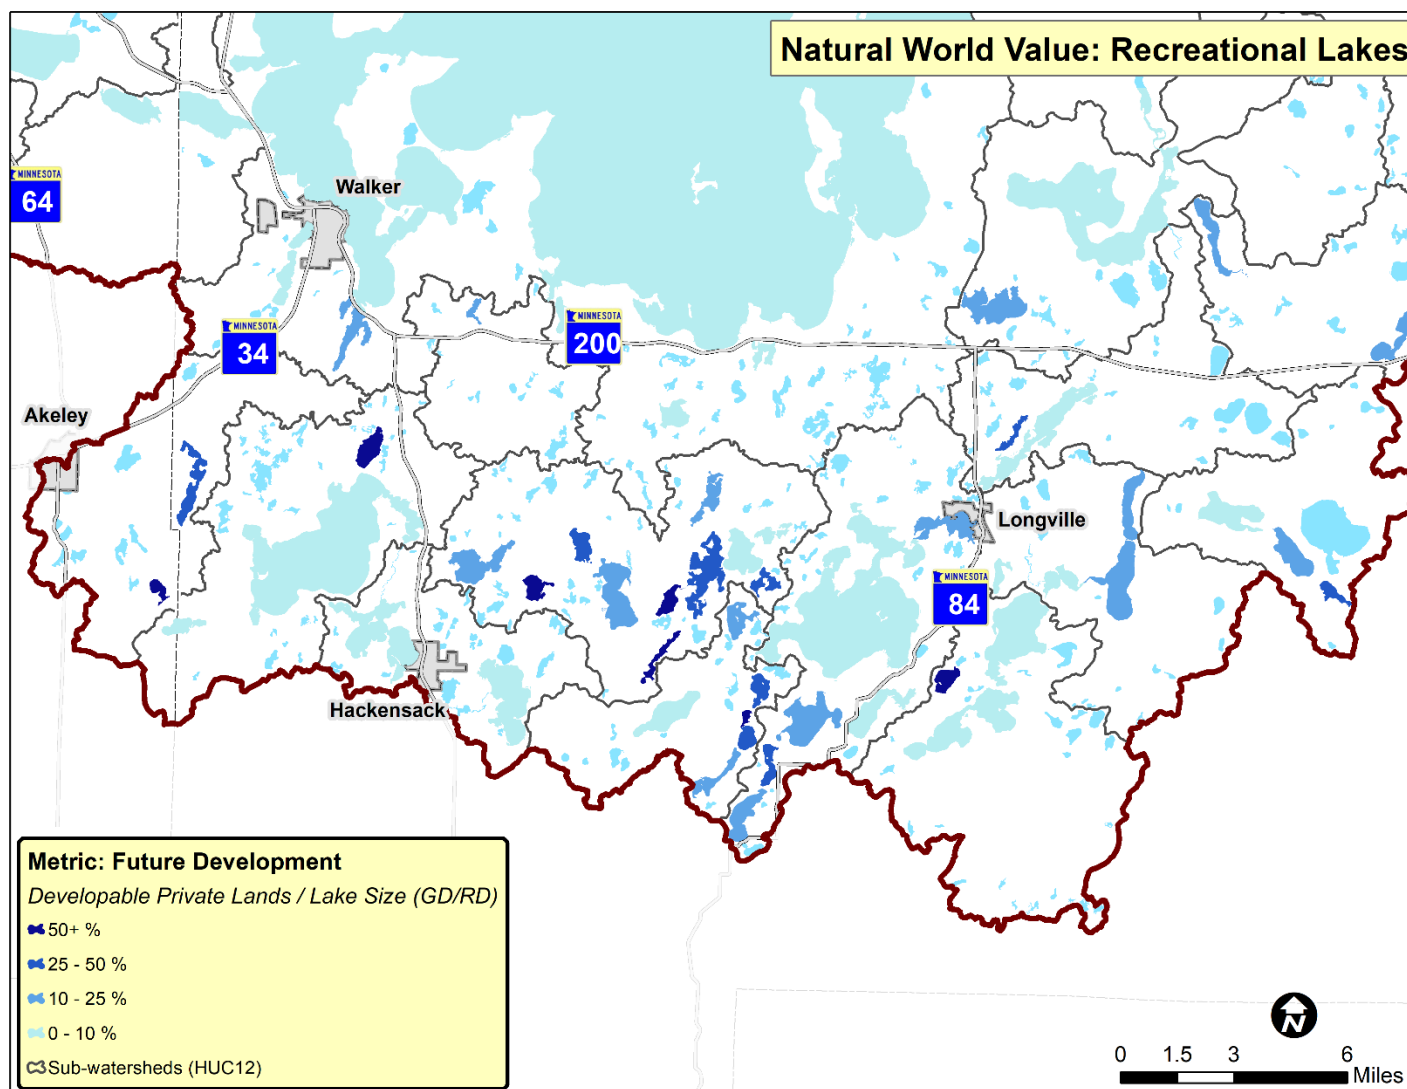 Natural World Value: Recreational Lakes
MINNESOTA
64
Walker
MINNESOTA
34
MINNESOTA
200
Akeley
Longville
MINNESOTA
84
Hackensack
Metric: Future Development
Developable Private Lands / Lake Size (GD/RD)
50+ %
25 - 50 %
10 - 25 %
0 - 10 %
Sub-watersheds (HUC12)
N
0 1.5 3 6
Miles